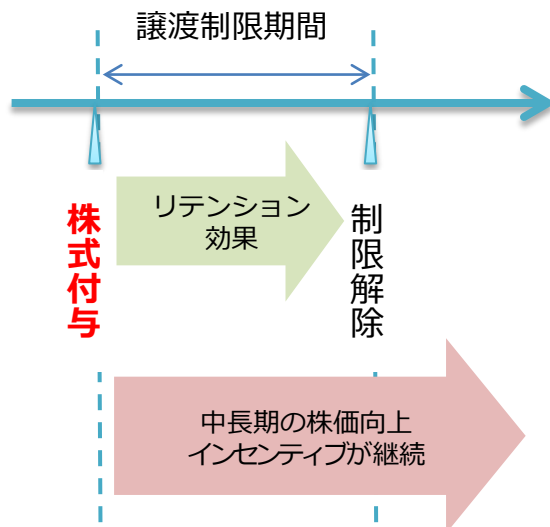 譲渡制限期間
リテンション
効果
株式付与
制限解除
中長期の株価向上
インセンティブが継続